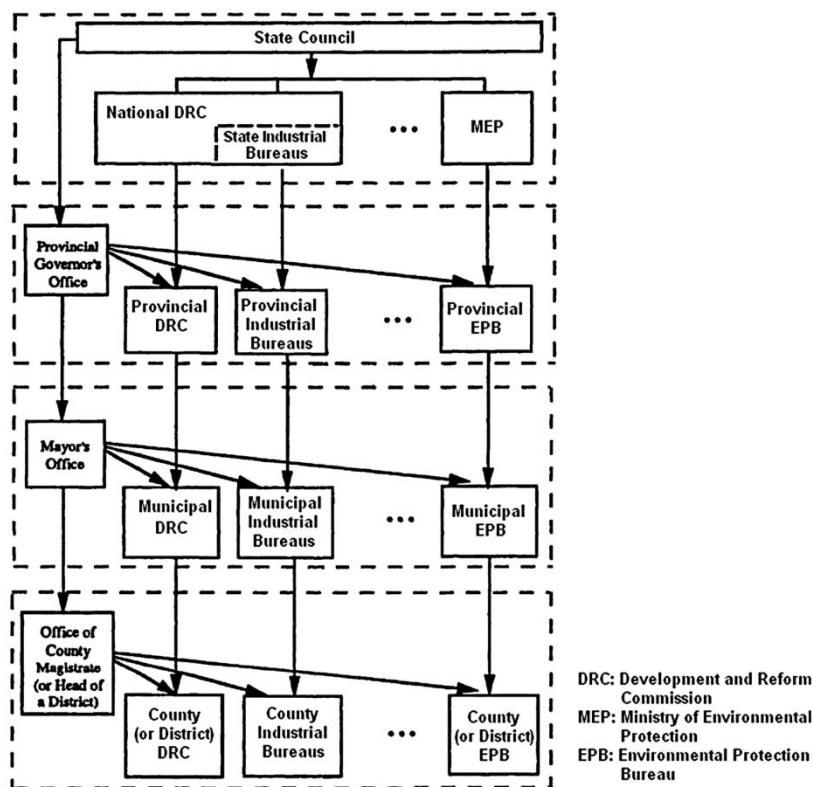 State Council
National DRC
State Industrial
Bureaus
•••
MEP
Provincial
Governor's
Office
Provincial
DRC
Provincial
Industrial
Bureaus
•••
Provincial
EPB
Mayor's
Office
Municipal
DRC
Municipal
Industrial
Bureaus
•••
Municipal
EPB
Office of
County
Magistrate
(or Head of
a District)
County
(or District)
DRC
County
Industrial
Bureaus
•••
County
(or District)
EPB
DRC: Development and Reform
Commission
MEP: Ministry of Environmental
Protection
EPB: Environmental Protection
Bureau